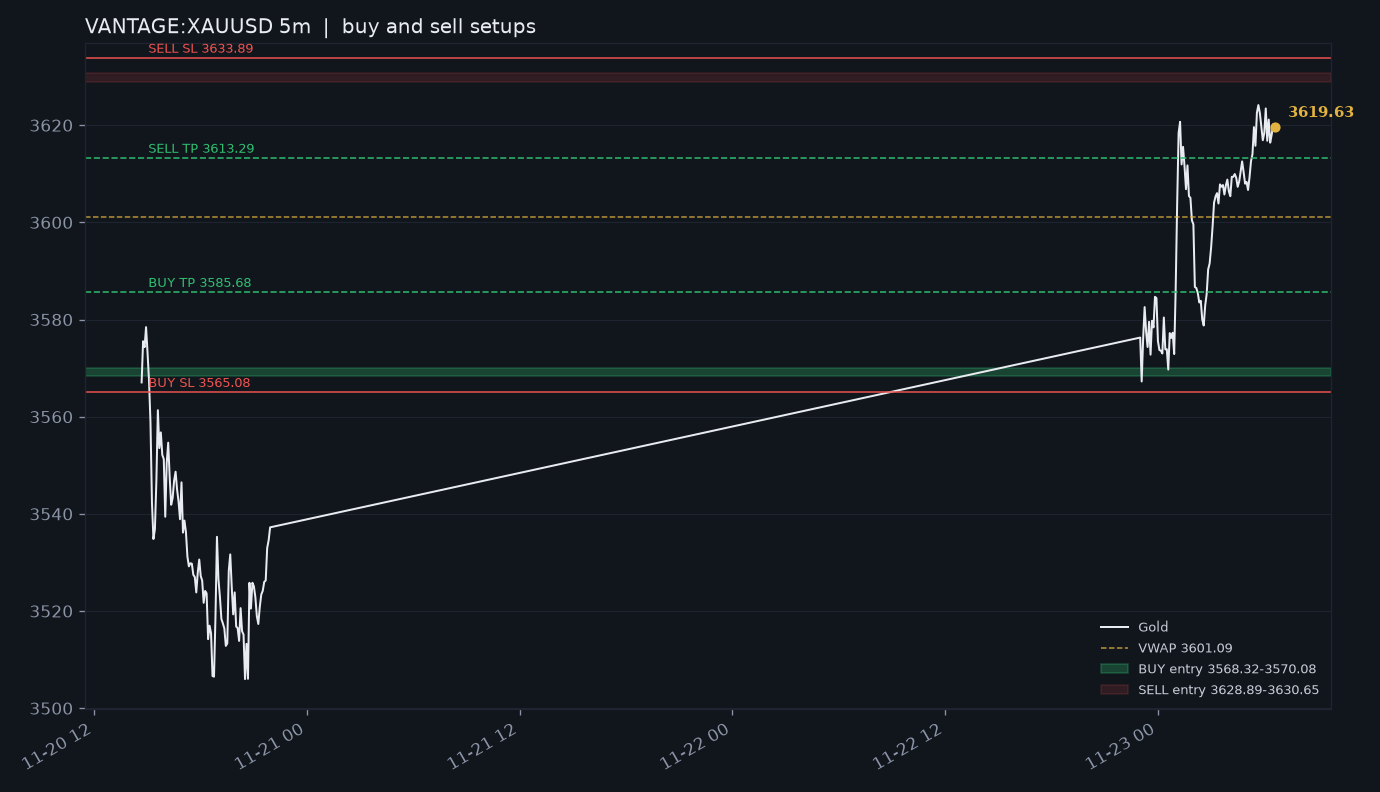 VANTAGE:XAUUSD 5m | buy and sell setups
SELL SL 3633.89
3619.63
3620
SELL TP 3613.29
3600
BUY TP 3585.68
3580
BUY SL 3565.08
3560
3540
3520
3500
Gold
VWAP 3601.09
BUY entry 3568.32-3570.08
SELL entry 3628.89-3630.65
11-20 12
11-21 00
11-21 12
11-22 00
11-22 12
11-23 00